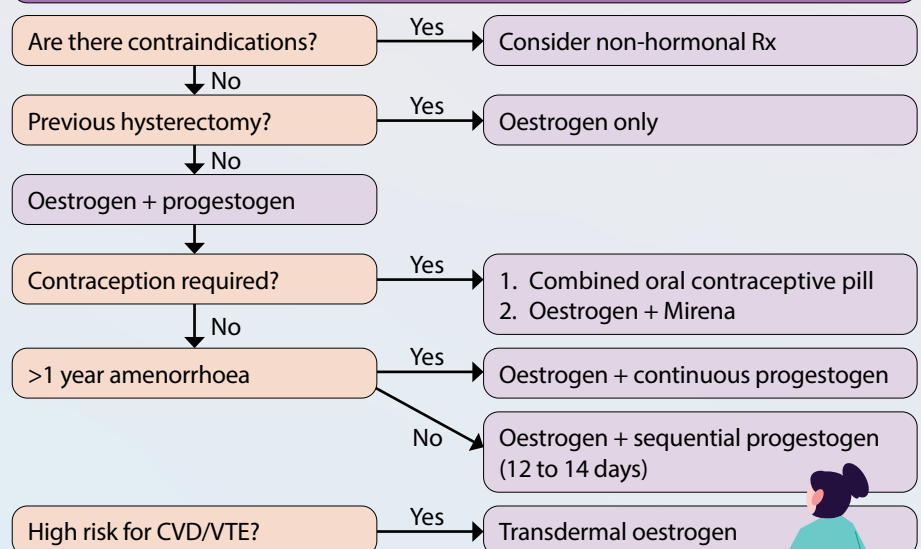 Are there contraindications?
Yes
Consider non-hormonal Rx
No
Previous hysterectomy?
Yes
Oestrogen only
No
Oestrogen + progestogen
Contraception required?
Yes
1. Combined oral contraceptive pill
2. Oestrogen + Mirena
No
>1 year amenorrhoea
Yes
Oestrogen + continuous progestogen
No
Oestrogen + sequential progestogen
(12 to 14 days)
High risk for CVD/VTE?
Yes
Transdermal oestrogen